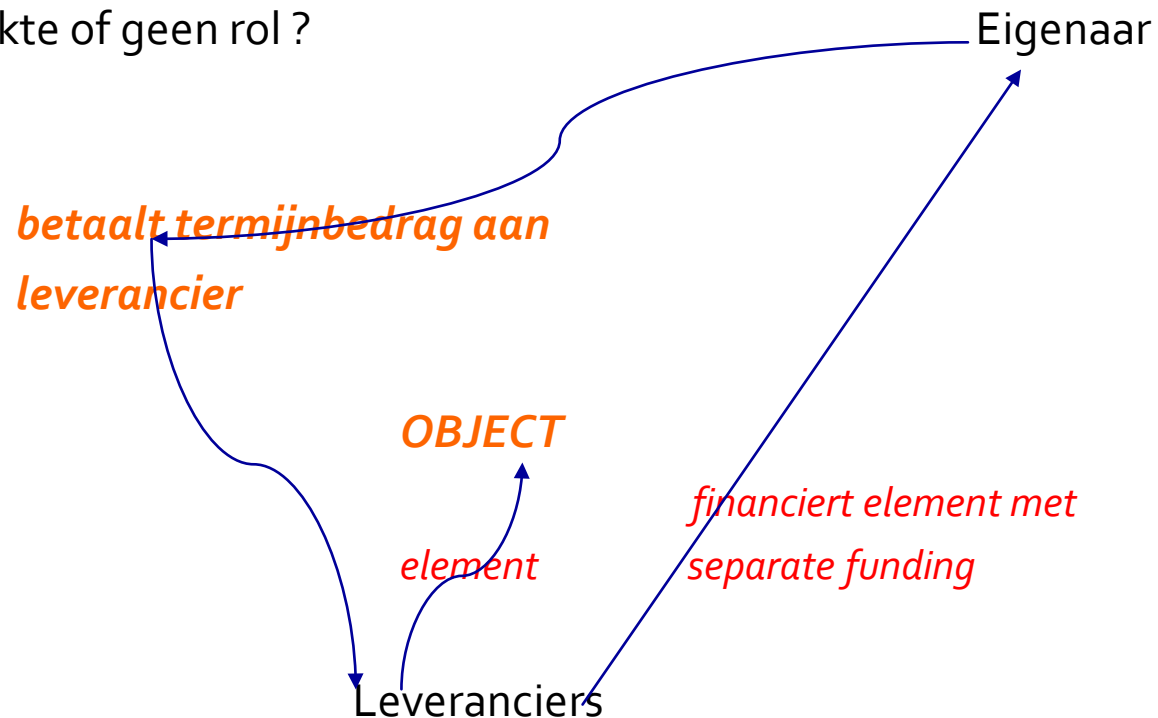 kte of geen rol ?
Eigenaar
betaalt termijnbedrag aan
leverancier
OBJECT
financiert element met
element
separate funding
Leveranciers